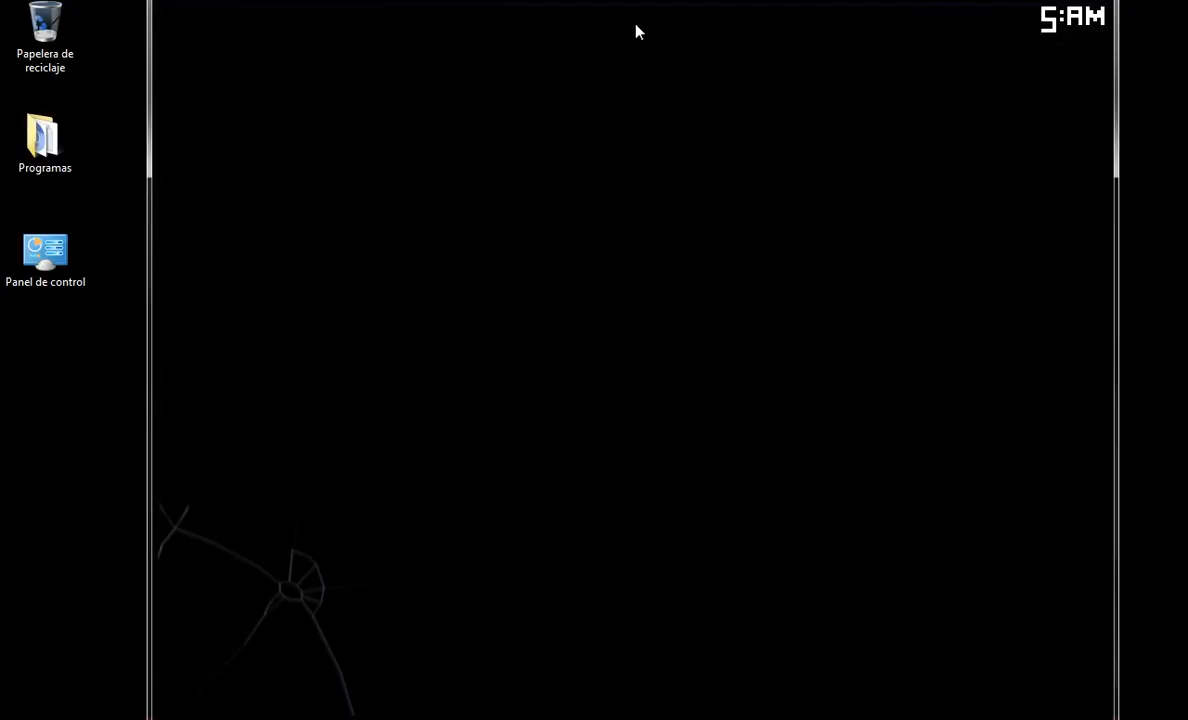 5:AM
Papelera de
reciclaje
Programas
Panel de control